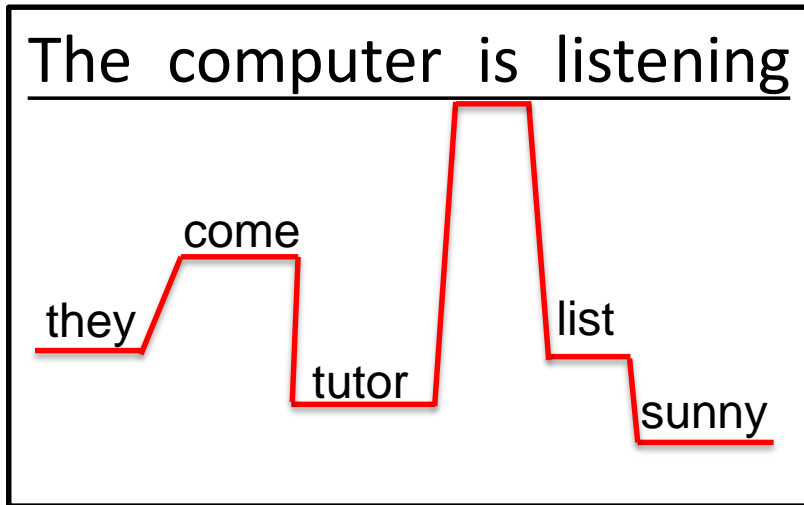 The computer is listening
come
they
list
tutor
sunny